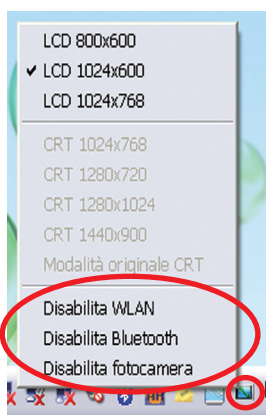 LCD 800x600
LCD 1024x600
LCD 1024x768
CRT 1024x768
CRT 1280x720
CRT 1280x1024
CRT 1440x900
Modalità originale CRT
Disabilita WLAN
Disabilita Bluetooth
Disabilita fotocamera